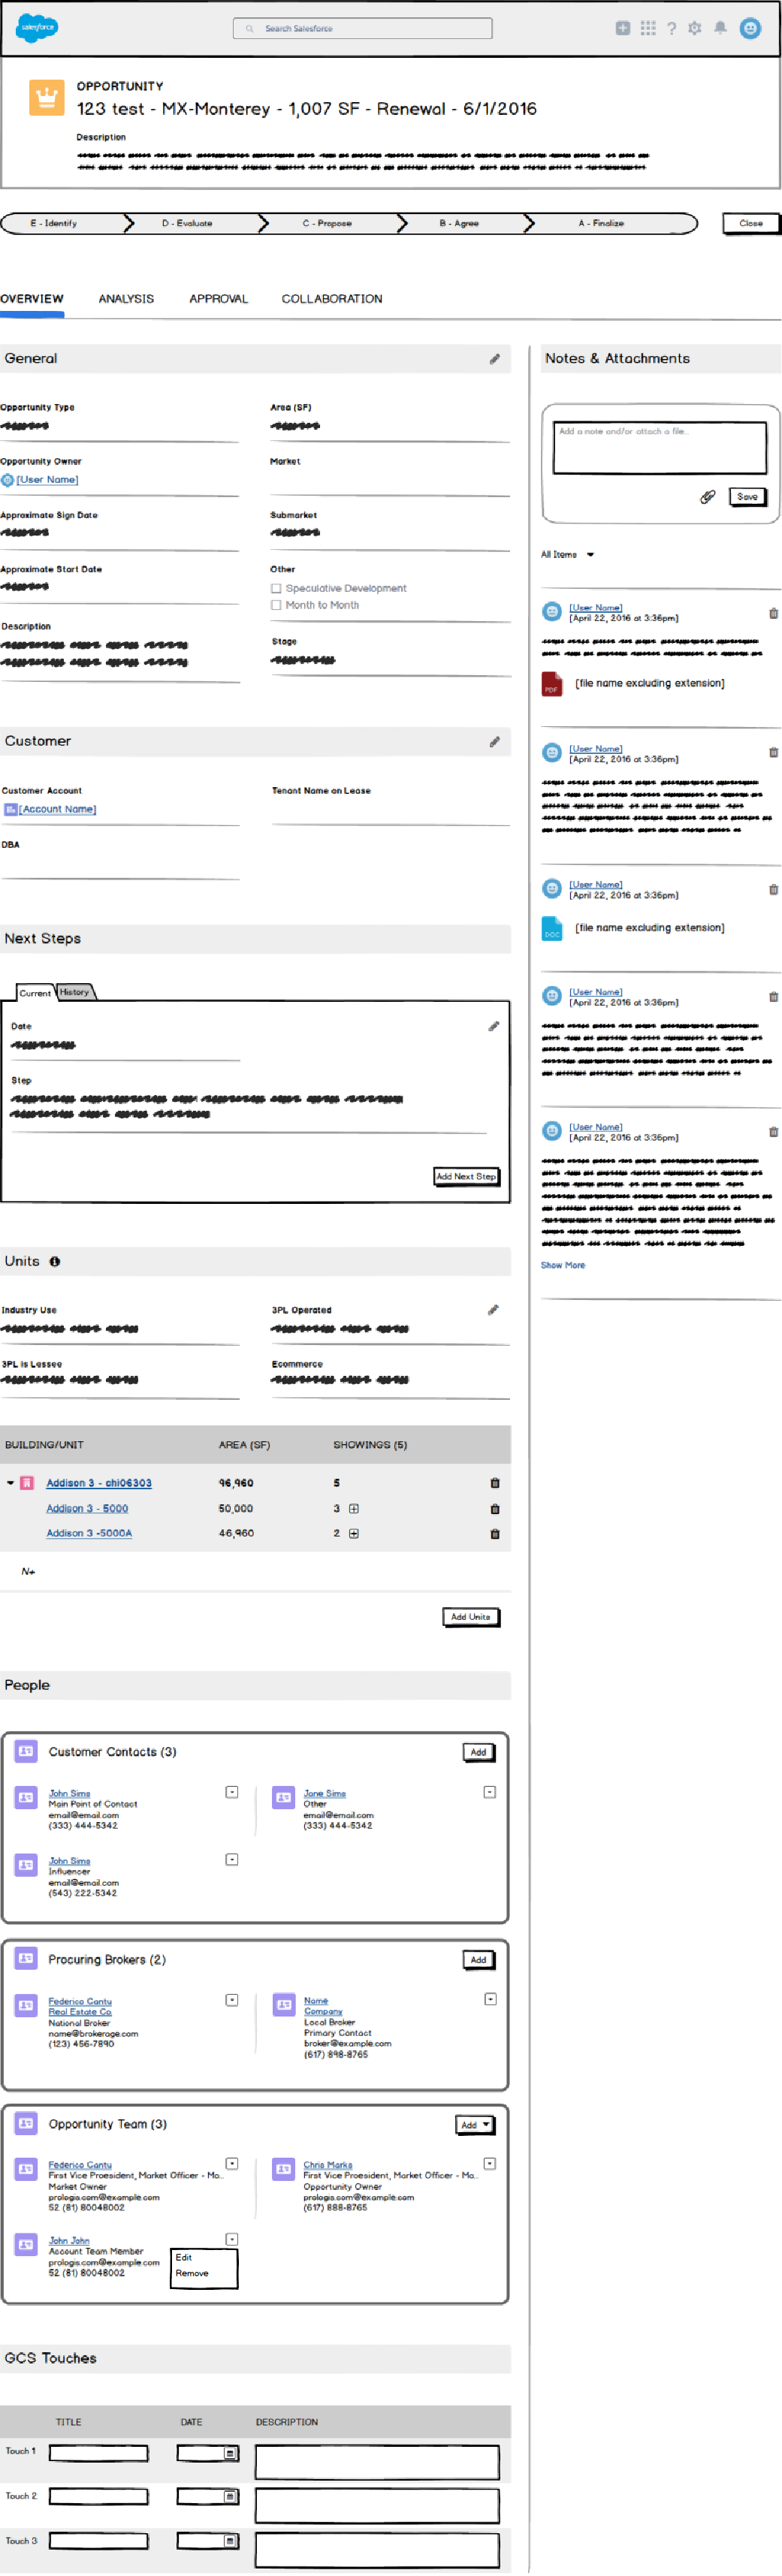 salesforce
Search Salesforce
OPPORTUNITY
123 test - MX-Monterey - 1,007 SF - Renewal - 6/1/2016
Description
E - Identify
D - Evaluate
C - Propose
B - Agree
A - Finalize
Close
OVERVIEW
ANALYSIS
APPROVAL
COLLABORATION
General
Opportunity Type
Area (SF)
Opportunity Owner
Market
[User Name]
Approximate Sign Date
Submarket
Approximate Start Date
Other
Speculative Development
Month to Month
Description
Stage
Customer
Customer Account
Tenant Name on Lease
[Account Name]
DBA
Next Steps
Current
History
Date
Step
Add Next Step
Units
Industry Use
3PL Operated
3PL is Lessee
Ecommerce
BUILDING/UNIT
AREA (SF)
SHOWINGS (5)
Addison 3 - chi06303
96,960
5
Addison 3 - 5000
50,000
3
Addison 3 -5000A
46,960
2
N+
Add Units
People
Customer Contacts (3)
Add
John Sims
Main Point of Contact
email@email.com
(333) 444-5342
Jane Sims
Other
email@email.com
(333) 444-5342
John Sims
Influencer
email@email.com
(543) 222-5342
Procuring Brokers (2)
Add
Federico Cantu
Real Estate Co
National Broker
name@brokerage.com
(123) 456-7890
Name
Company
Local Broker
Primary Contact
broker@example.com
(617) 898-8765
Opportunity Team (3)
Add
Federico Cantu
First Vice Proesident, Market Officer - Mo..
Market Owner
prologis.com@example.com
52 (81) 80048002
Chris Marks
First Vice Proesident, Market Officer - Mo..
Opportunity Owner
prologis.com@example.com
(617) 888-8765
John John
Account Team Member
prologis.com@example.com
52 (81) 80048002
Edit
Remove
GCS Touches
TITLE
DATE
DESCRIPTION
Touch 1
Touch 2
Touch 3
Notes & Attachments
Add a note and/or attach a file..
Save
All Items
[User Name]
[April 22, 2016 at 3:36pm]
PDF
[file name excluding extension]
[User Name]
[April 22, 2016 at 3:36pm]
[User Name]
[April 22, 2016 at 3:36pm]
DOC
[file name excluding extension]
[User Name]
[April 22, 2016 at 3:36pm]
[User Name]
[April 22, 2016 at 3:36pm]
Show More